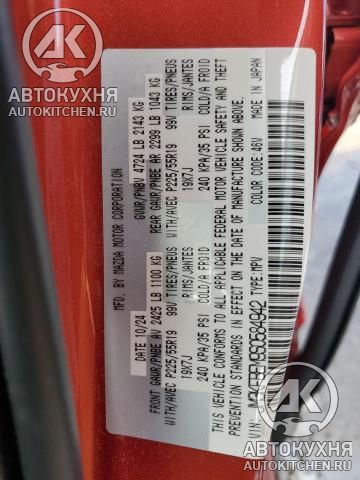 MFD. BY MAZDA MOTOR CORPORATION
DATE: 10/24
GVWR/PNBV 4724 LB 2143 KG
FRONT GAWR/PNBE AV 2425 LB 1100 KG
REAR GAWR/PNBE AR 2299 LB 1043 KG
WITH/AVEC P225/55R19 99V TIRES/PNEUS
WITH/AVEC P225/55R19 99V TIRES/PNEUS
19X7J RIMS/JANTES
19X7J RIMS/JANTES
240 KPA/35 PSI COLD/A FROID
240 KPA/35 PSI COLD/A FROID
THIS VEHICLE CONFORMS TO ALL APPLICABLE FEDERAL MOTOR VEHICLE SAFETY AND THEFT
PREVENTION STANDARDS IN EFFECT ON THE DATE OF MANUFACTURE SHOWN ABOVE.
MADE IN JAPAN
TYPE: MPV
COLOR CODE: 46V
АК
АВТОКУХНЯ
АК
АВТОКУХНЯ